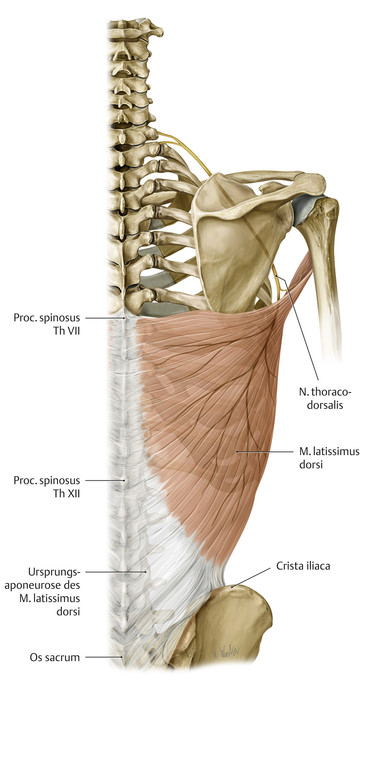 Proc. spinosus
Th VII
N. thoraco-
dorsalis
M. latissimus
dorsi
Proc. spinosus
Th XII
Crista iliaca
Ursprungs-
aponeurose des
M. latissimus
dorsi
Os sacrum